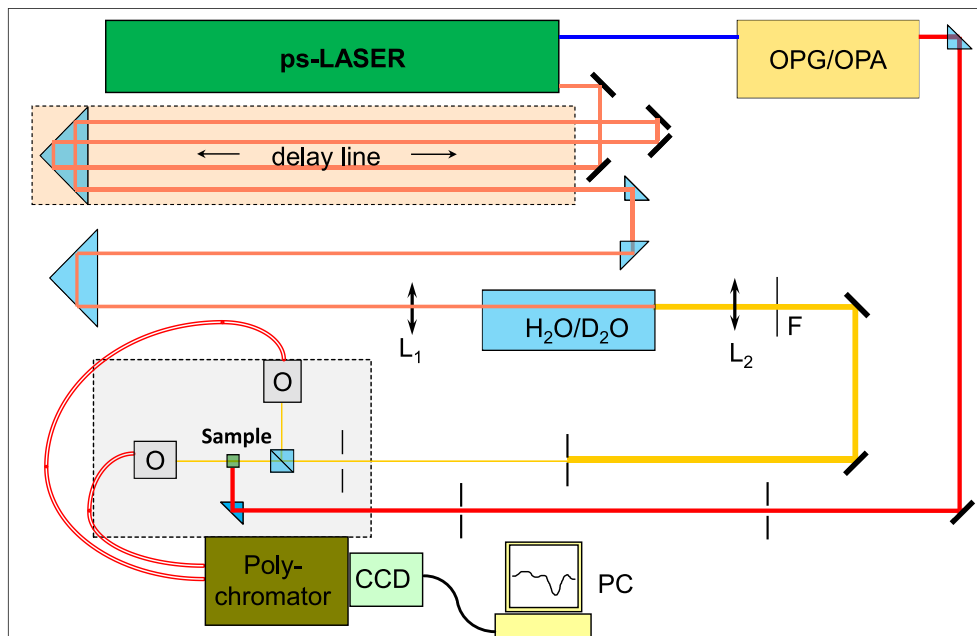 ps-LASER
OPG/OPA
delay line
H₂O/D₂O
L₁
L₂
F
O
Sample
O
Poly-
chromator
CCD
PC